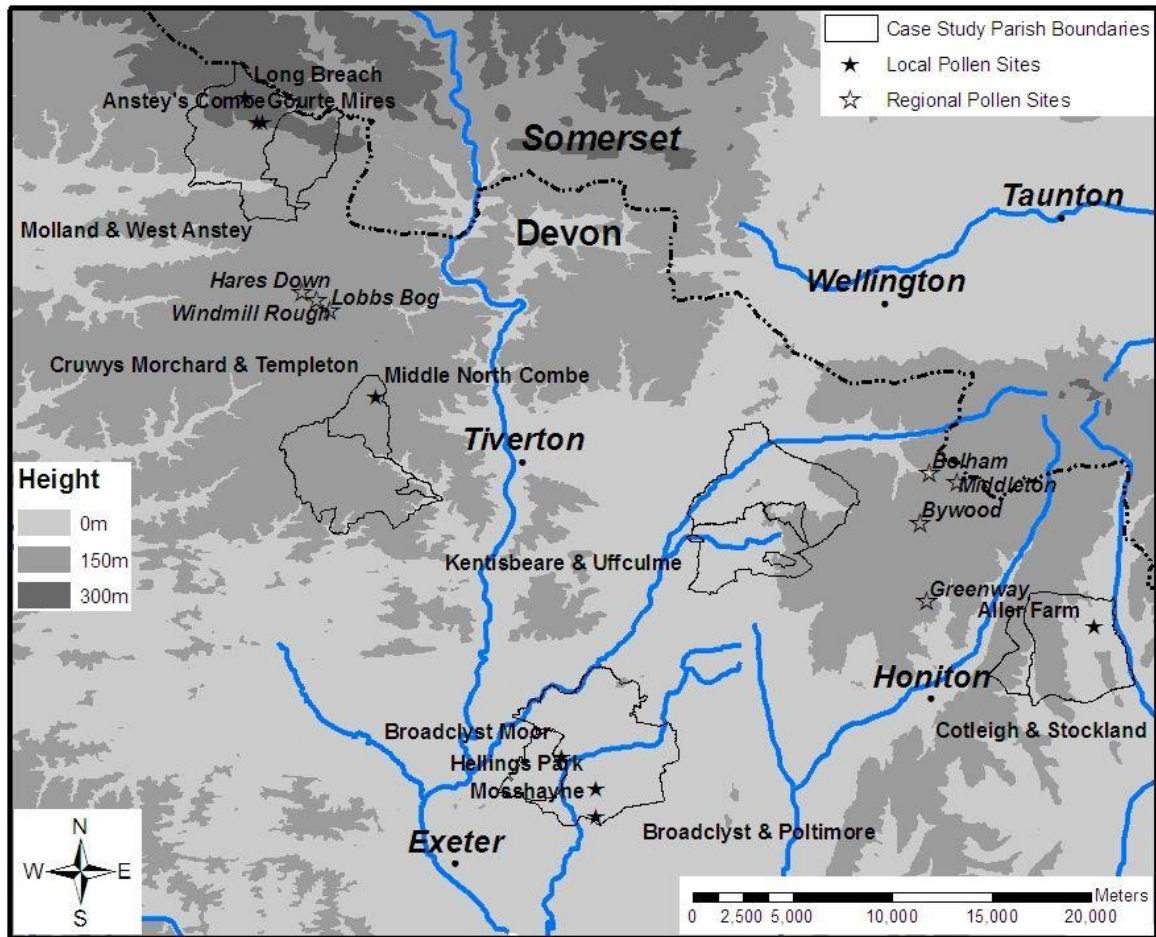 Case Study Parish Boundaries
Local Pollen Sites
Regional Pollen Sites
Long Breach
Anstey's Combe Gourte Mires
Somerset
Taunton
Molland & West Anstey
Devon
Wellington
Hares Down
Lobbs Bog
Windmill Rough
Cruwys Morchard & Templeton
Middle North Combe
Tiverton
Height
0m
150m
300m
Bolham
Middleton
Bywood
Kentisbeare & Uffculme
Greenway
Aller Farm
Honiton
Cotleigh & Stockland
Broadclyst Moor
Hellings Park
Mosshayne
Broadclyst & Poltimore
Exeter
N
W E
S
Meters
0 2,500 5,000 10,000 15,000 20,000